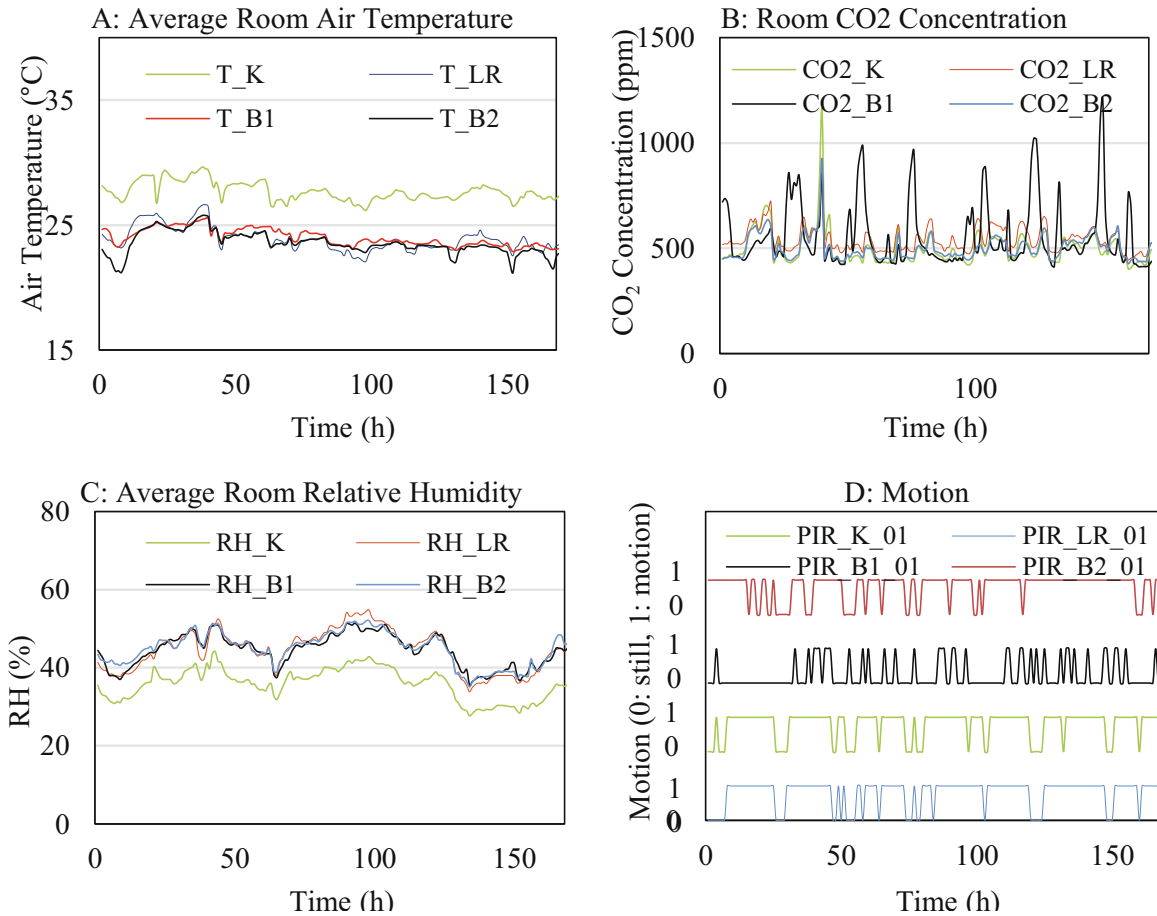 A: Average Room Air Temperature
Air Temperature (°C)
35
25
15
T_K
T_LR
T_B1
T_B2
0
50
100
150
Time (h)
B: Room CO2 Concentration
CO₂ Concentration (ppm)
1500
1000
500
0
CO2_K
CO2_LR
CO2_B1
CO2_B2
0
100
Time (h)
C: Average Room Relative Humidity
RH (%)
80
60
40
20
0
RH_K
RH_LR
RH_B1
RH_B2
0
50
100
150
Time (h)
D: Motion
Motion (0: still, 1: motion)
PIR_K_01
PIR_LR_01
PIR_B1_01
PIR_B2_01
1
0
1
0
1
0
1
0
0
50
100
150
Time (h)